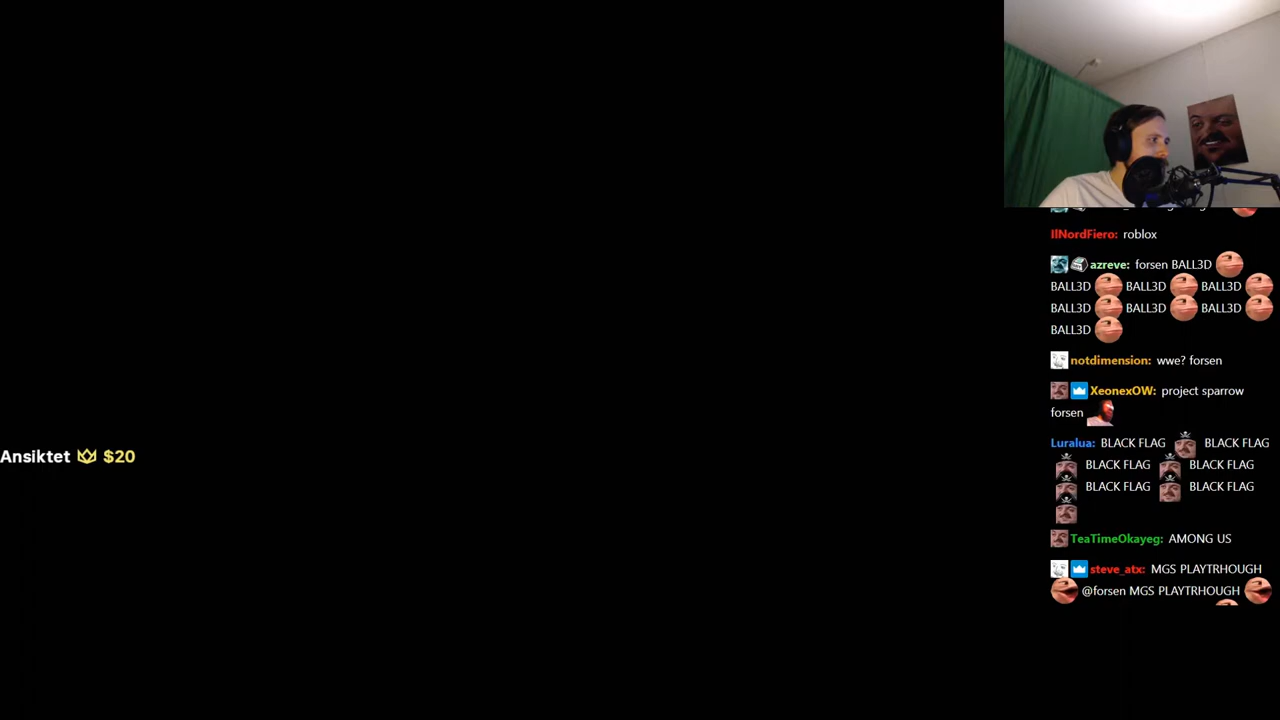 IlNordFiero: roblox
azreve: forsen BALL3D
BALL3D BALL3D BALL3D
BALL3D BALL3D BALL3D
BALL3D
notdimension: wwe? forsen
XeonexOW: project sparrow
forsen
Luralua: BLACK FLAG BLACK FLAG
BLACK FLAG BLACK FLAG
BLACK FLAG BLACK FLAG
Ansiktet $20
TeaTimeOkayeg: AMONG US
steve_atx: MGS PLAYTRHOUGH
@forsen MGS PLAYTRHOUGH